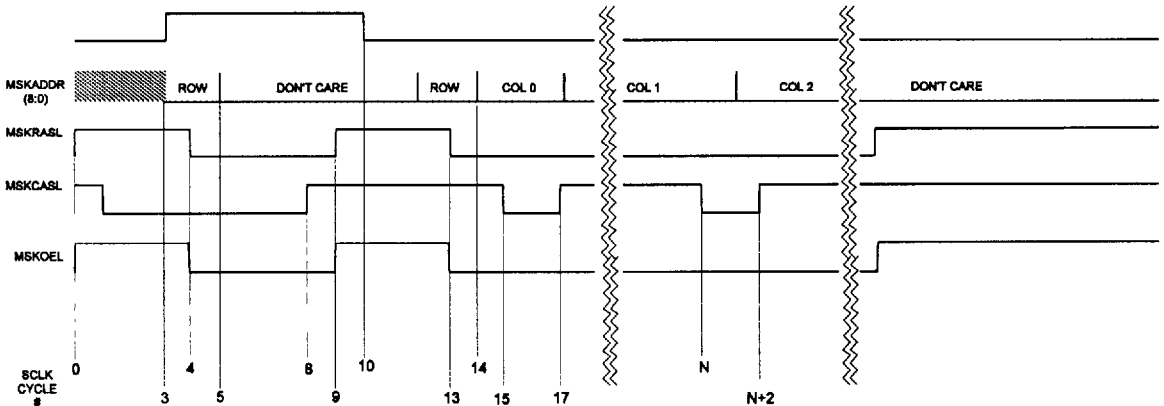 MSKADDR
(8:0)
ROW
DON'T CARE
ROW
COL 0
COL 1
COL 2
DON'T CARE
MSKRASL
MSKCASL
MSKOEL
SCLK
CYCLE
#
0
3
4
5
8
9
10
13
14
15
17
N
N+2